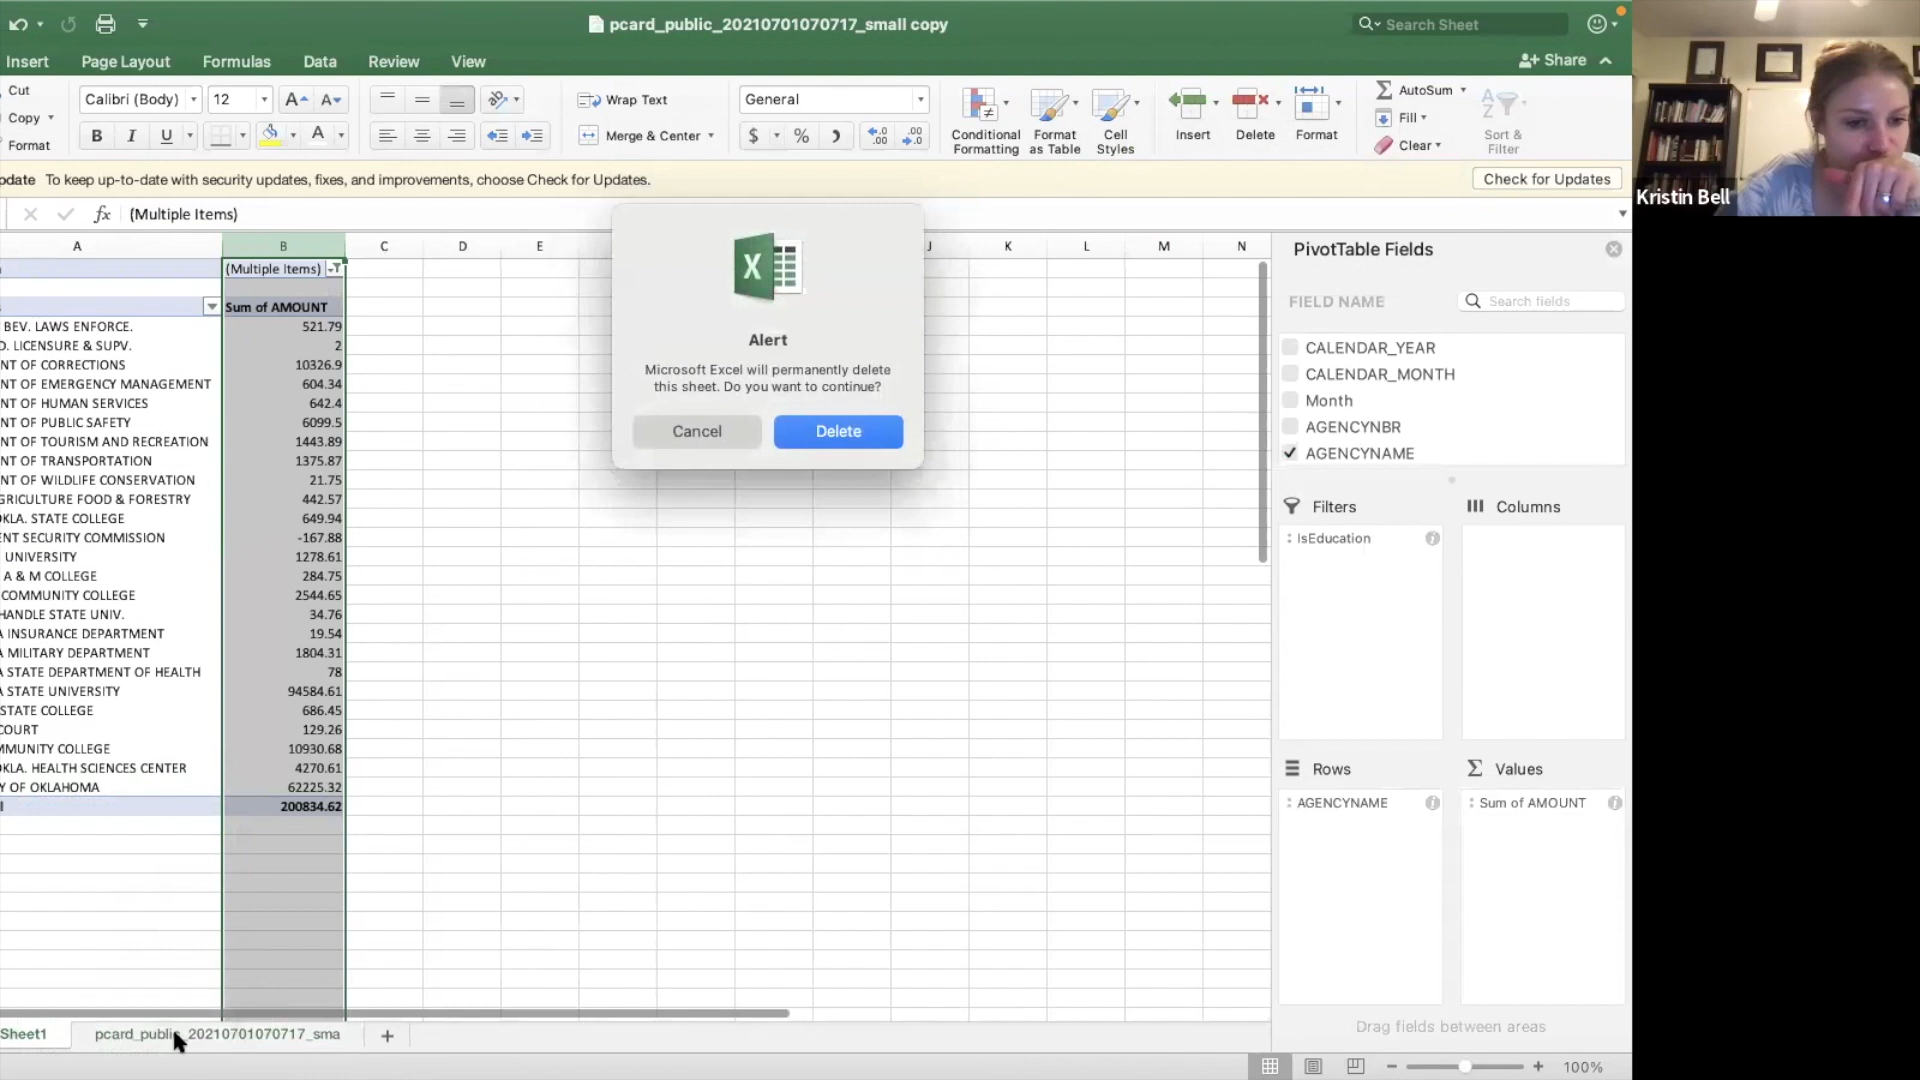 pcard_public_20210701070717_small copy
Search Sheet
Insert Page Layout Formulas Data Review View
Share
Cut
Copy
Format
Calibri (Body) 12
Wrap Text
Merge & Center
General
Conditional Formatting
Format as Table
Cell Styles
Insert
Delete
Format
AutoSum
Fill
Clear
Sort & Filter
To keep up-to-date with security updates, fixes, and improvements, choose Check for Updates.
Check for Updates
Kristin Bell
fx (Multiple Items)
A B C D E J K L M N
(Multiple Items)
Sum of AMOUNT
BEV. LAWS ENFORCE. 521.79
D. LICENSURE & SUPV. 2
NT OF CORRECTIONS 10326.9
NT OF EMERGENCY MANAGEMENT 604.34
NT OF HUMAN SERVICES 642.4
NT OF PUBLIC SAFETY 6099.5
NT OF TOURISM AND RECREATION 1443.89
NT OF TRANSPORTATION 1375.87
NT OF WILDLIFE CONSERVATION 21.75
GRICULTURE FOOD & FORESTRY 442.57
OKLA. STATE COLLEGE 649.94
ENT SECURITY COMMISSION -167.88
UNIVERSITY 1278.61
A & M COLLEGE 284.75
COMMUNITY COLLEGE 2544.65
HANDLE STATE UNIV. 34.76
A INSURANCE DEPARTMENT 19.54
A MILITARY DEPARTMENT 1804.31
A STATE DEPARTMENT OF HEALTH 78
A STATE UNIVERSITY 94584.61
STATE COLLEGE 686.45
COURT 129.26
MMUNITY COLLEGE 10930.68
KLA. HEALTH SCIENCES CENTER 4270.61
Y OF OKLAHOMA 62225.32
200834.62
Alert
Microsoft Excel will permanently delete
this sheet. Do you want to continue?
Cancel Delete
PivotTable Fields
FIELD NAME
Search fields
CALENDAR_YEAR
CALENDAR_MONTH
Month
AGENCYNBR
AGENCYNAME
Filters
IsEducation
Columns
Rows
AGENCYNAME
Values
Sum of AMOUNT
Drag fields between areas
Sheet1
pcard_public_20210701070717_sma
100%